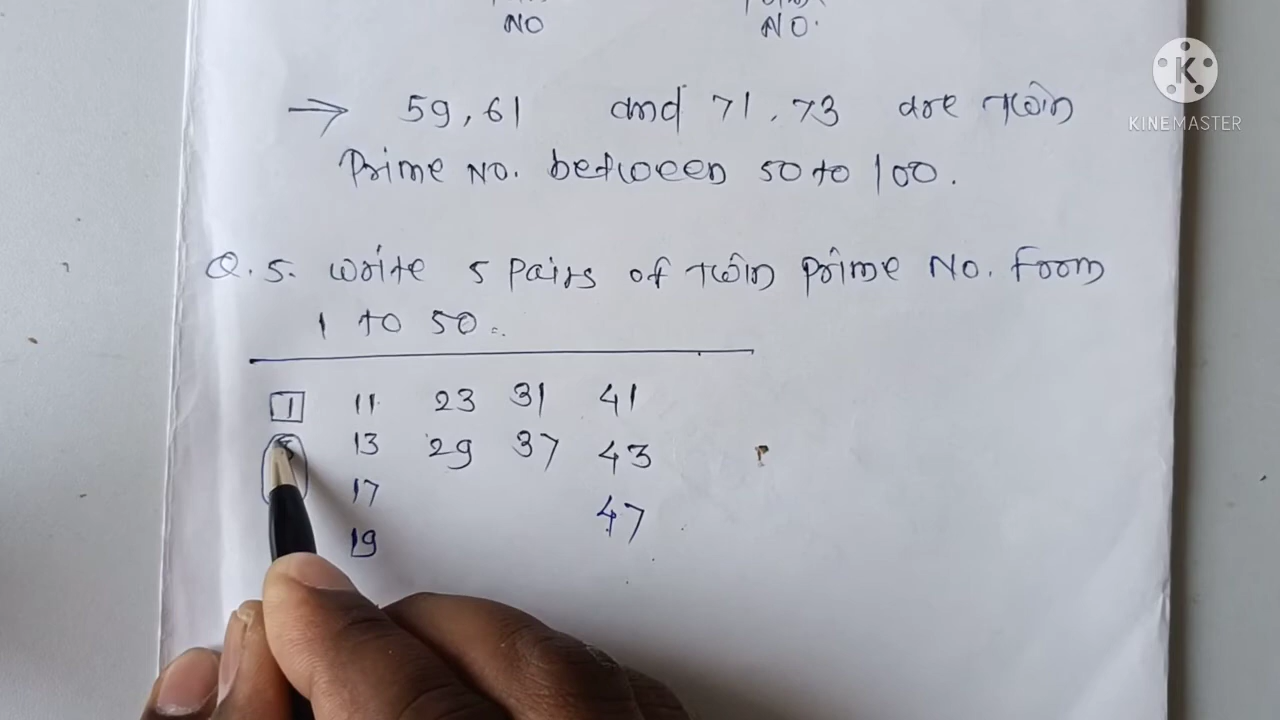 NO NO.
→ 59, 61 and 71, 73 are twin
Prime No. between 50 to 100.
Q. 5. write 5 Pairs of twin prime No. from
1 to 50.
1 11 23 31 41
13 29 37 43
17 47
19
K
KINEMASTER